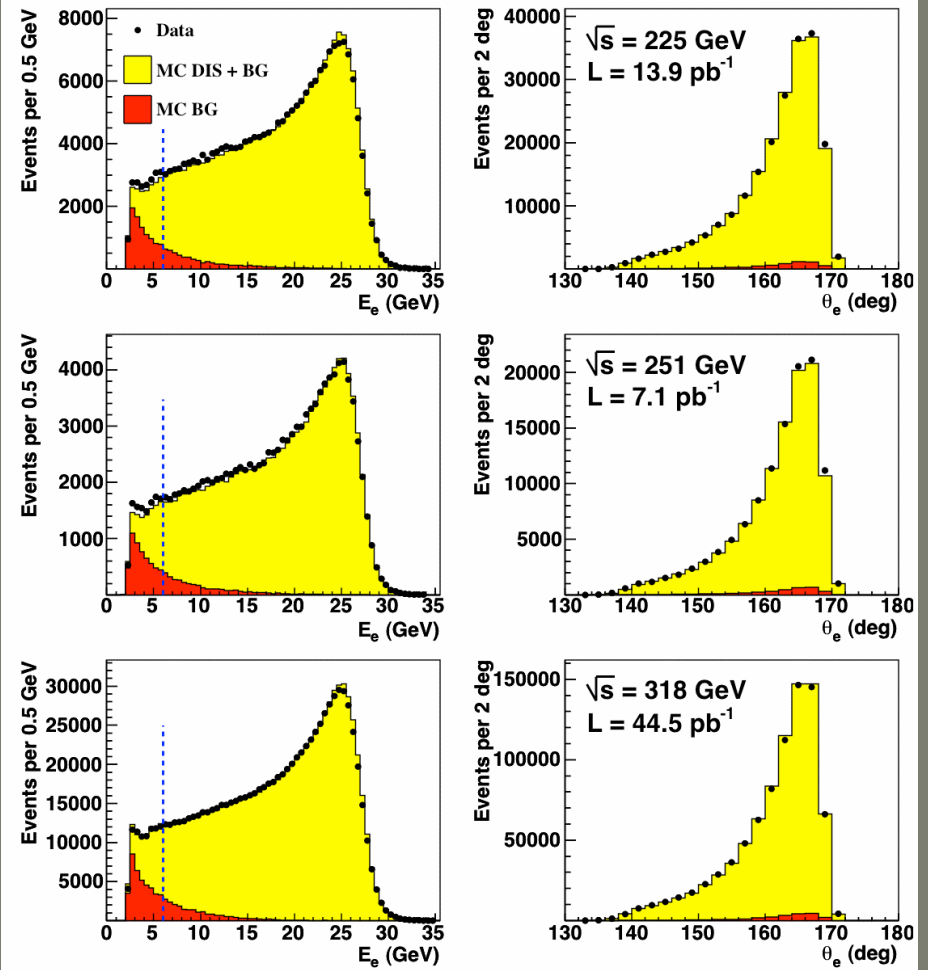 Events per 0.5 GeV
8000
6000
4000
2000
Data
MC DIS + BG
MC BG
0 5 10 15 20 25 30 35
Eₑ (GeV)
Events per 2 deg
40000
30000
20000
10000
√s = 225 GeV
L = 13.9 pb⁻¹
130 140 150 160 170 180
θₑ (deg)
Events per 0.5 GeV
4000
3000
2000
1000
0 5 10 15 20 25 30 35
Eₑ (GeV)
Events per 2 deg
20000
15000
10000
5000
√s = 251 GeV
L = 7.1 pb⁻¹
130 140 150 160 170 180
θₑ (deg)
Events per 0.5 GeV
30000
25000
20000
15000
10000
5000
0 5 10 15 20 25 30 35
Eₑ (GeV)
Events per 2 deg
150000
100000
50000
√s = 318 GeV
L = 44.5 pb⁻¹
130 140 150 160 170 180
θₑ (deg)